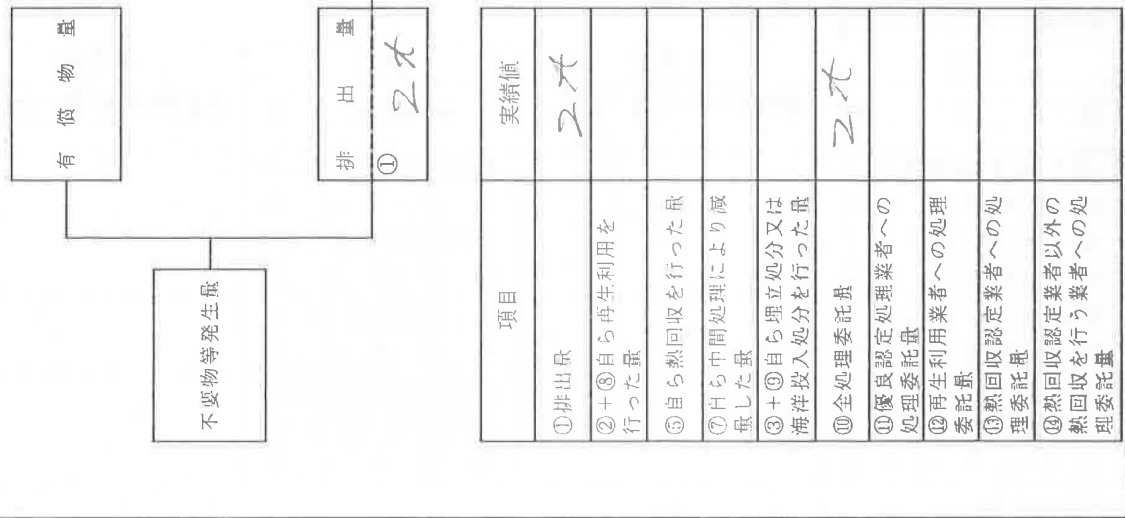 有償物量
不要物等発生量
排出量
①
2t
項目
実績値
①排出量
2t
②+⑧自ら再生利用を
行った量
⑤自ら熱回収を行った量
⑦自ら中間処理により減
量した量
③+⑨自ら埋立処分又は
海洋投入処分を行った量
⑩全処理委託量
2t
⑪優良認定処理業者への
処理委託量
⑫再生利用業者への処理
委託量
⑬熱回収認定業者への処
理委託量
⑭熱回収認定業者以外の
熱回収を行う業者への処
理委託量